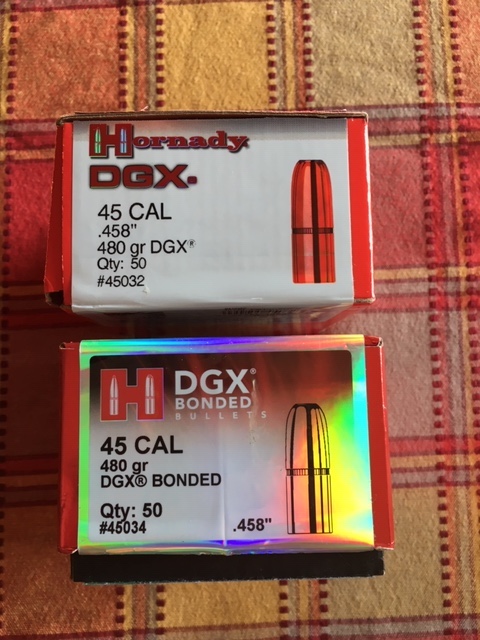 Hornady
DGX®
45 CAL
.458"
480 gr DGX®
Qty: 50
#45032
H DGX®
BONDED
BULLETS
45 CAL
480 gr
DGX® BONDED
Qty: 50
#45034
.458"